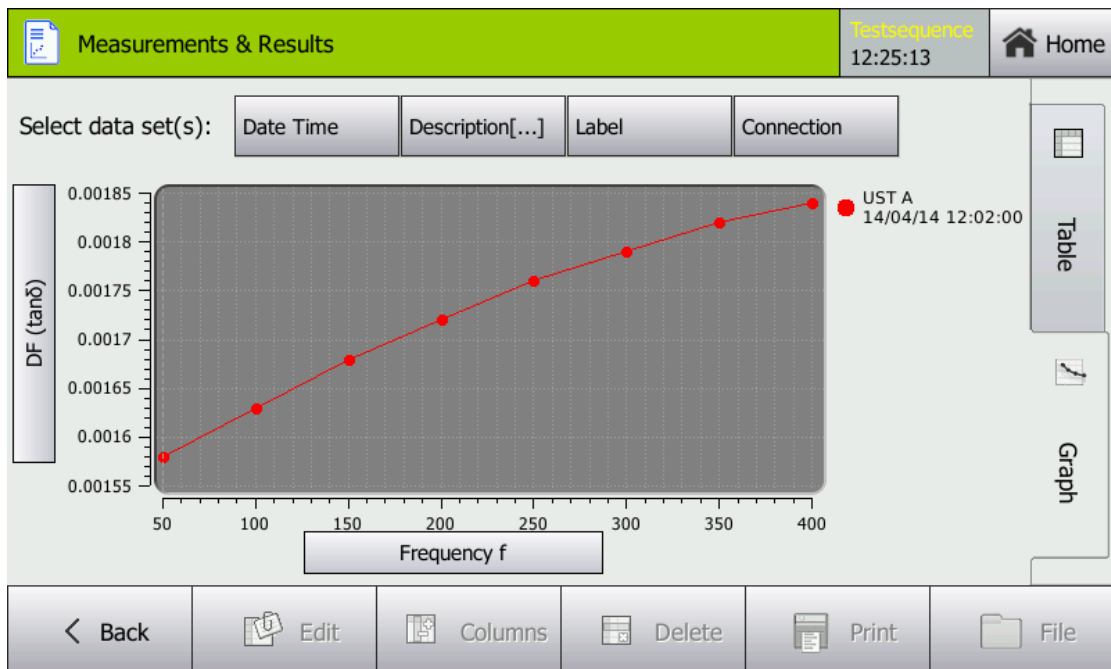 Measurements & Results
Testsequence
12:25:13
Home
Select data set(s):
Date Time
Description[...]
Label
Connection
Table
Graph
DF (tanδ)
0.00185
0.0018
0.00175
0.0017
0.00165
0.0016
0.00155
UST A
14/04/14 12:02:00
50 100 150 200 250 300 350 400
Frequency f
Back
Edit
Columns
Delete
Print
File